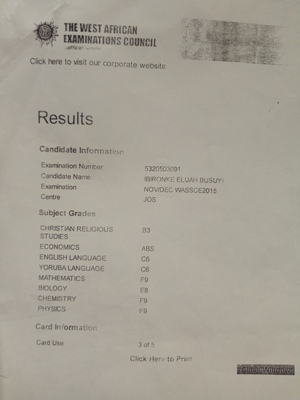 THE WEST AFRICAN
EXAMINATIONS COUNCIL
Click here to visit our corporate website
Results
Candidate Information
Examination Number 5320503091
Candidate Name IBIRONKE ELIJAH BUSUYI
Examination NOV/DEC WASSCE2015
Centre JOS
Subject Grades
CHRISTIAN RELIGIOUS B3
STUDIES
ECONOMICS ABS
ENGLISH LANGUAGE C6
YORUBA LANGUAGE C6
MATHEMATICS F9
BIOLOGY E8
CHEMISTRY F9
PHYSICS F9
Card Information
Card Use 3 of 5
Click Here to Print